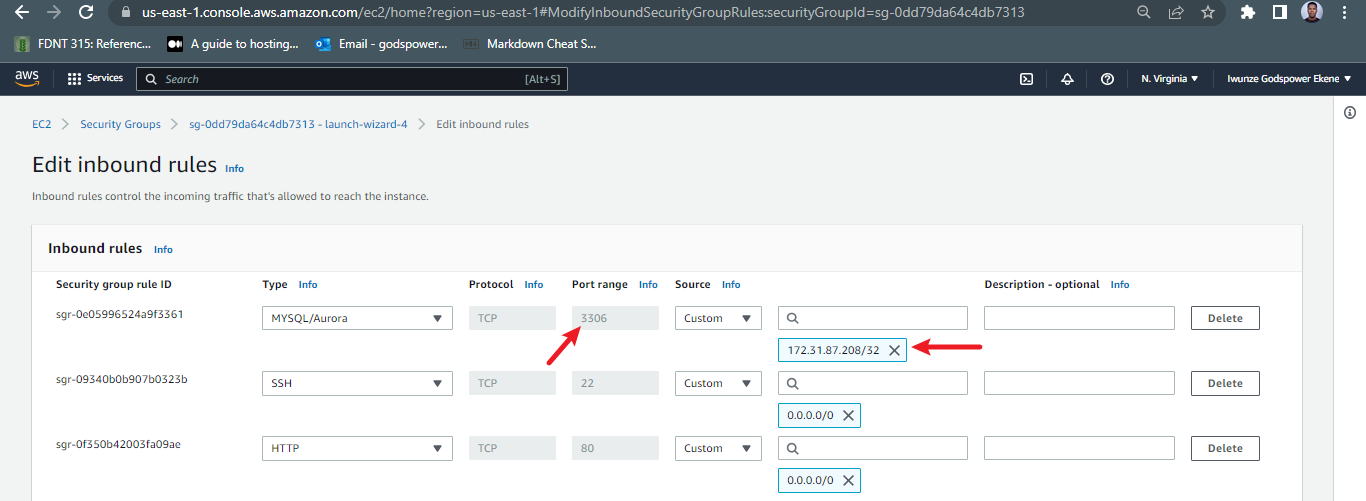 us-east-1.console.aws.amazon.com/ec2/home?region=us-east-1#ModifyInboundSecurityGroupRules:securityGroupId=sg-0dd79da64c4db7313
FDNT 315: Referenc... A guide to hosting... Email - godspower... Markdown Cheat S...
aws Services Search [Alt+S] N. Virginia Iwunze Godspower Ekene
EC2 Security Groups sg-0dd79da64c4db7313 - launch-wizard-4 Edit inbound rules
Edit inbound rules Info
Inbound rules control the incoming traffic that's allowed to reach the instance.
Inbound rules Info
Security group rule ID Type Info Protocol Info Port range Info Source Info Description - optional Info
sgr-0e05996524a9f3361 MYSQL/Aurora TCP 3306 Custom Delete
172.31.87.208/32
sgr-09340b0b907b0323b SSH TCP 22 Custom Delete
0.0.0.0/0
sgr-0f350b42003fa09ae HTTP TCP 80 Custom Delete
0.0.0.0/0